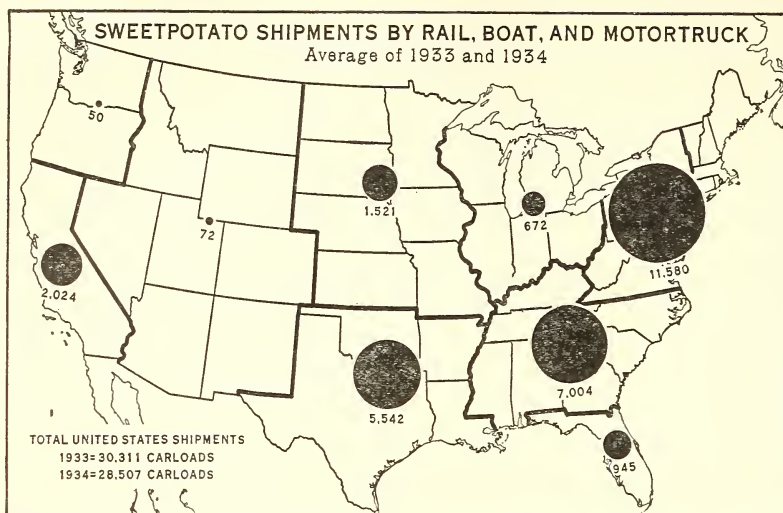 SWEETPOTATO SHIPMENTS BY RAIL, BOAT, AND MOTORTRUCK
Average of 1933 and 1934
50
1.521
672
72
11.580
2.024
7.004
5,542
TOTAL UNITED STATES SHIPMENTS
1933=30,311 CARLOADS
1934=28,507 CARLOADS
945